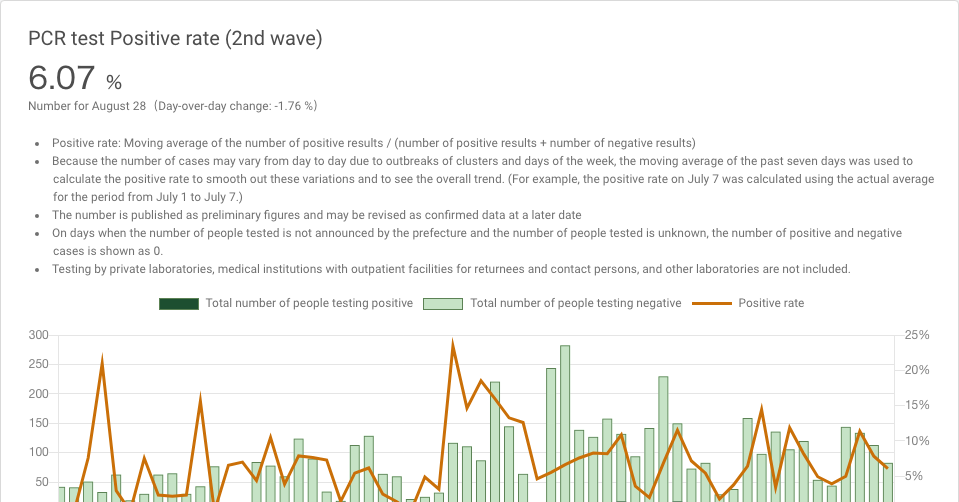 PCR test Positive rate (2nd wave)
6.07 %
Number for August 28 (Day-over-day change: -1.76 %)
• Positive rate: Moving average of the number of positive results / (number of positive results + number of negative results)
• Because the number of cases may vary from day to day due to outbreaks of clusters and days of the week, the moving average of the past seven days was used to
calculate the positive rate to smooth out these variations and to see the overall trend. (For example, the positive rate on July 7 was calculated using the actual average
for the period from July 1 to July 7.)
• The number is published as preliminary figures and may be revised as confirmed data at a later date
• On days when the number of people tested is not announced by the prefecture and the number of people tested is unknown, the number of positive and negative
cases is shown as 0.
• Testing by private laboratories, medical institutions with outpatient facilities for returnees and contact persons, and other laboratories are not included.
Total number of people testing positive Total number of people testing negative Positive rate
300 25%
250 20%
200 15%
150 10%
100 5%
50